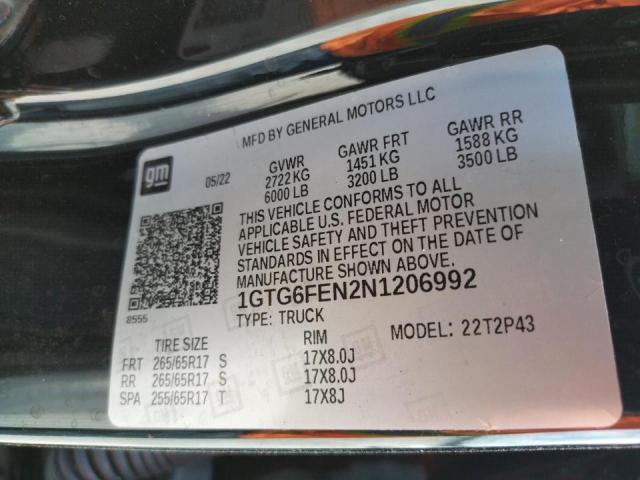 MFD BY GENERAL MOTORS LLC
gm
05/22
GVWR
2722 KG
6000 LB
GAWR FRT
1451 KG
3200 LB
GAWR RR
1588 KG
3500 LB
THIS VEHICLE CONFORMS TO ALL
APPLICABLE U.S. FEDERAL MOTOR
VEHICLE SAFETY AND THEFT PREVENTION
STANDARDS IN EFFECT ON THE DATE OF
MANUFACTURE SHOWN ABOVE.
8555
1GTG6FEN2N1206992
TYPE: TRUCK
MODEL: 22T2P43
TIRE SIZE RIM
FRT 265/65R17 S 17X8.0J
RR 265/65R17 S 17X8.0J
SPA 255/65R17 T 17X8J